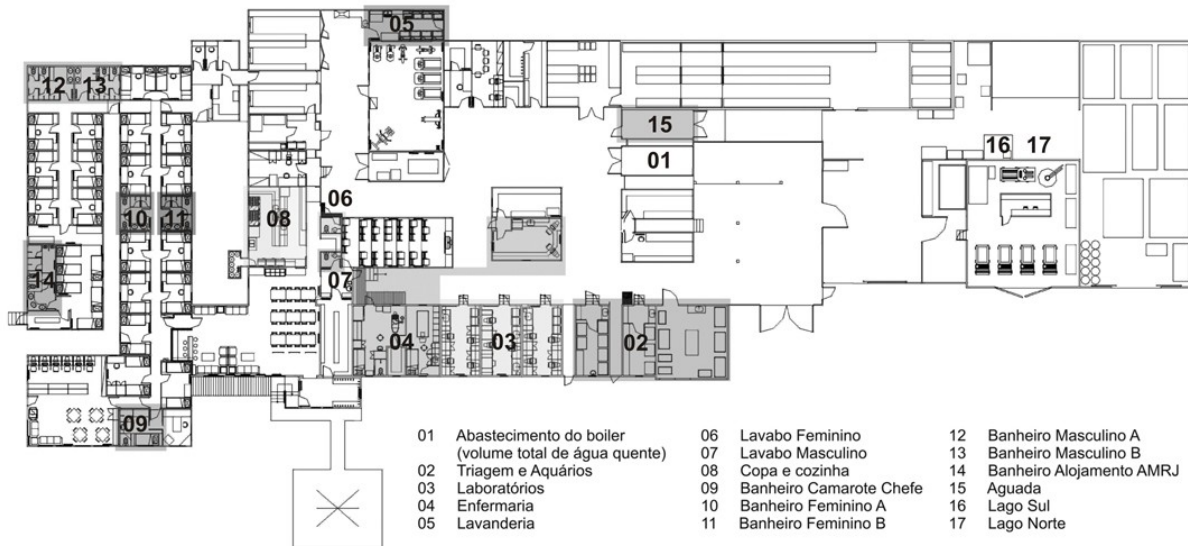 05
12 13
15
01
16 17
06
10 11 08
07
14
04 03 02
09
01 Abastecimento do boiler
(volume total de água quente)
02 Triagem e Aquários
03 Laboratórios
04 Enfermaria
05 Lavanderia
06 Lavabo Feminino
07 Lavabo Masculino
08 Copa e cozinha
09 Banheiro Camarote Chefe
10 Banheiro Feminino A
11 Banheiro Feminino B
12 Banheiro Masculino A
13 Banheiro Masculino B
14 Banheiro Alojamento AMRJ
15 Aguada
16 Lago Sul
17 Lago Norte